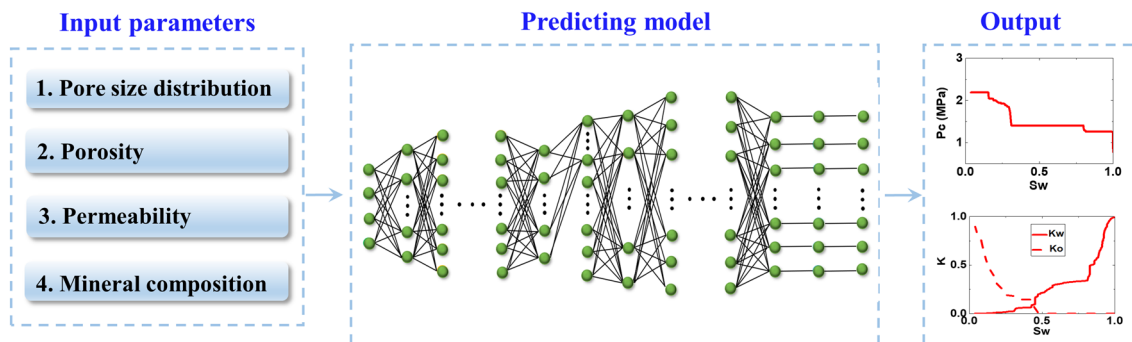 Input parameters
1. Pore size distribution
2. Porosity
3. Permeability
4. Mineral composition
Predicting model
Output
3
2
1
Pc (MPa)
0.0 0.5 1.0
Sw
1.0
0.5
0.0
K
Kw
Ko
0.0 0.5 1.0
Sw